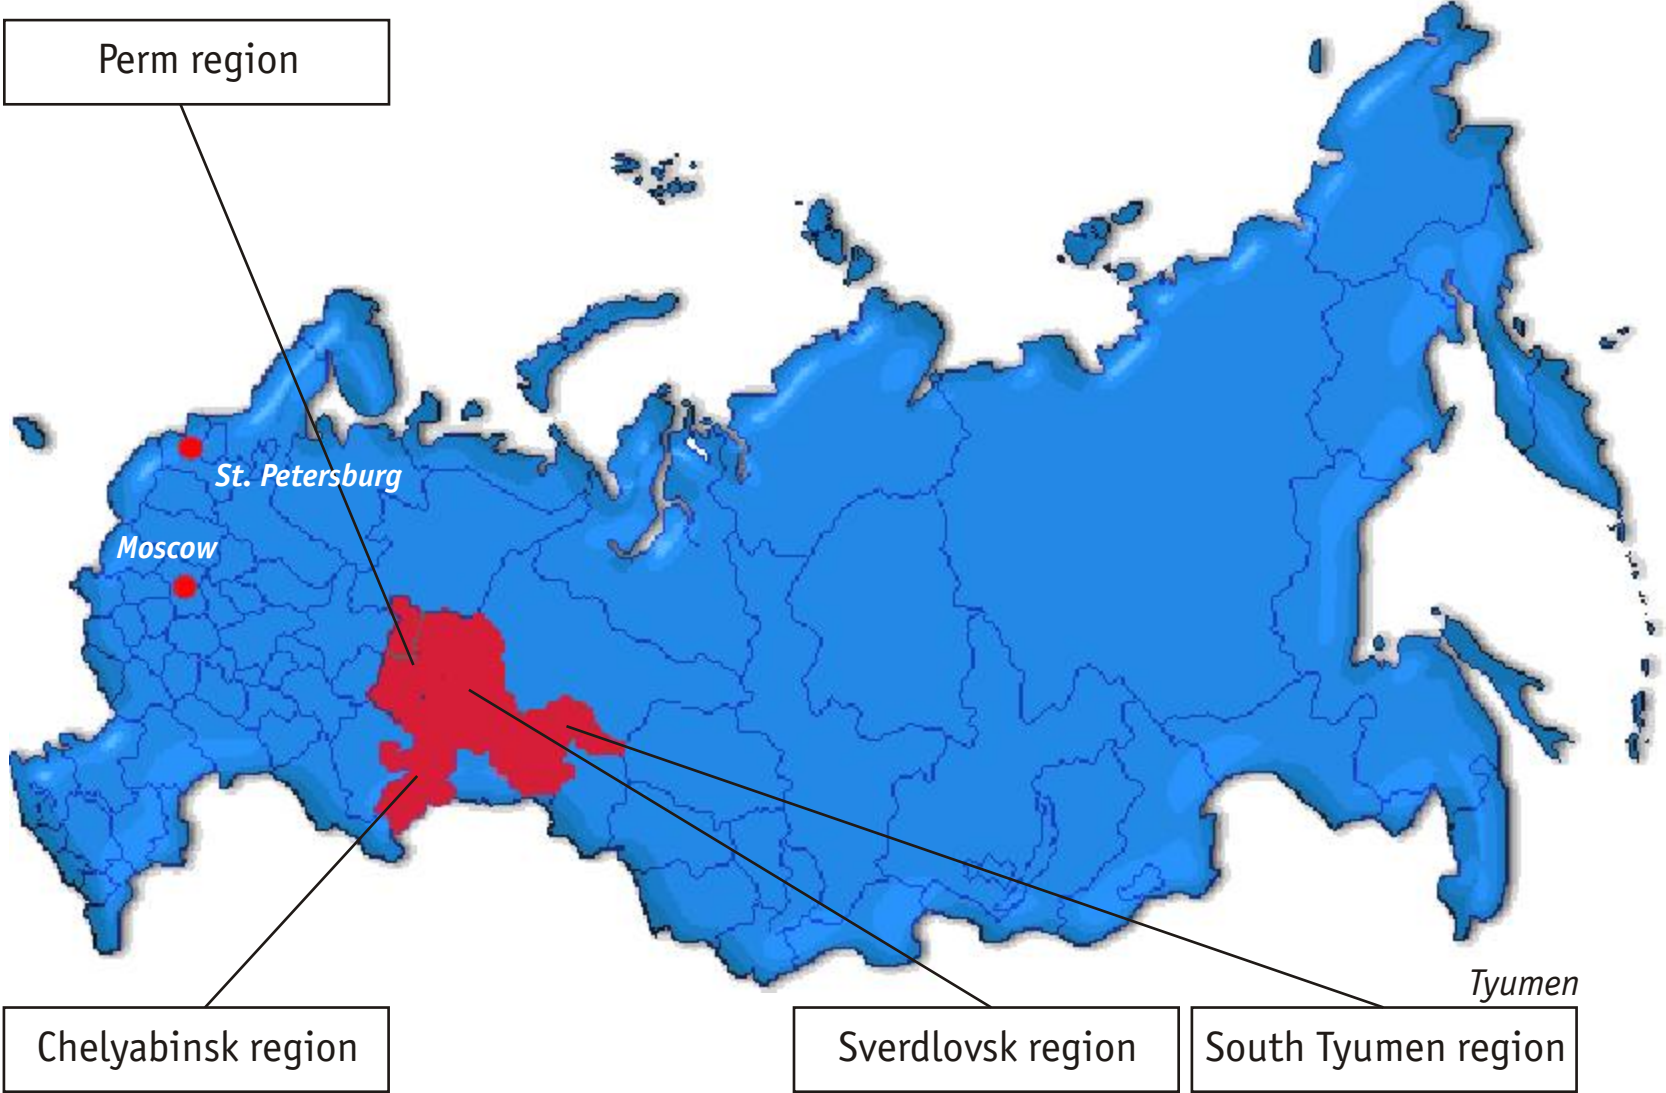 Perm region
St. Petersburg
Moscow
Tyumen
Chelyabinsk region
Sverdlovsk region
South Tyumen region